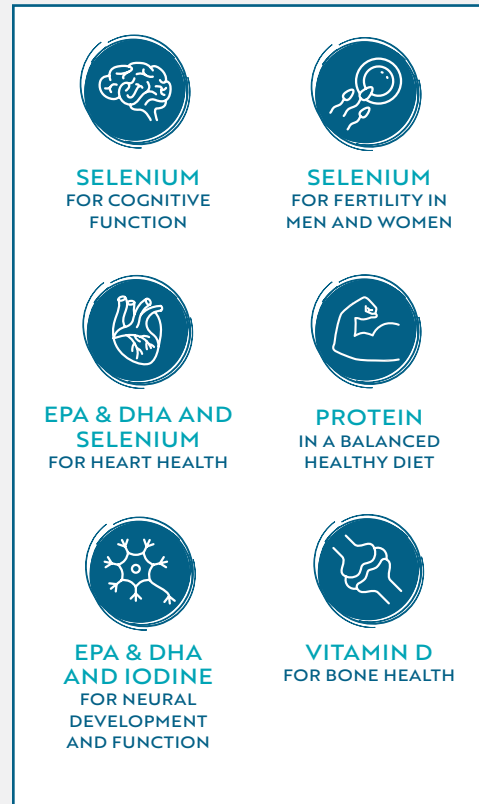 SELENIUM
FOR COGNITIVE
FUNCTION
SELENIUM
FOR FERTILITY IN
MEN AND WOMEN
EPA & DHA AND
SELENIUM
FOR HEART HEALTH
PROTEIN
IN A BALANCED
HEALTHY DIET
EPA & DHA
AND IODINE
FOR NEURAL
DEVELOPMENT
AND FUNCTION
VITAMIN D
FOR BONE HEALTH